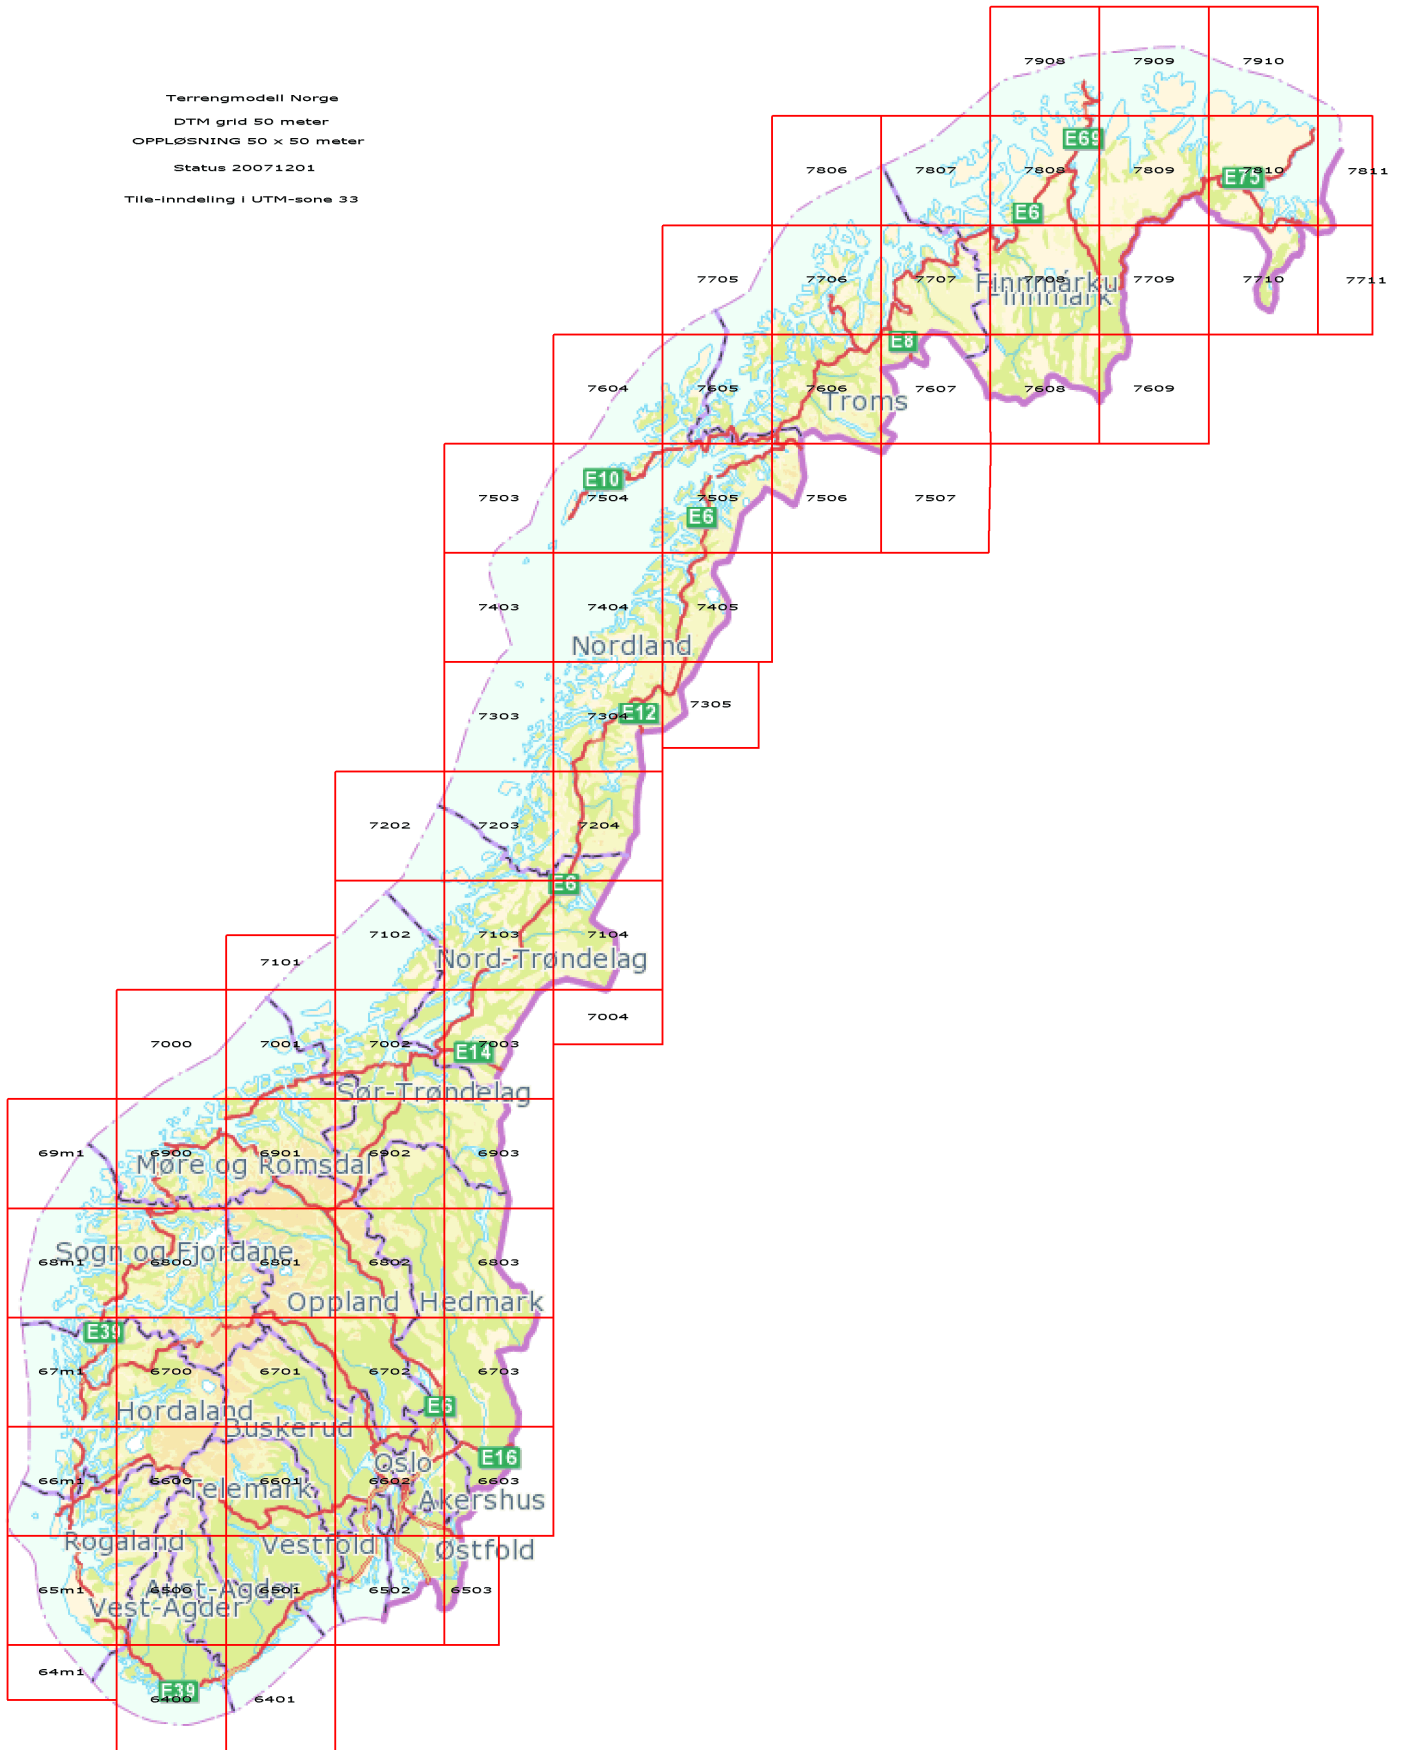 Terrengmodell Norge
DTM grid 50 meter
OPPLØSNING 50 x 50 meter
Status 20071201
Tile-inndeling i UTM-sone 33
7908 7909 7910
E69
7806 7807 7808 7809 7810 7811
E75
E6
7705 7706 7707 7708 7709 7710 7711
Finnmárku
Finnmark
E8
7604 7605 7606 7607 7608 7609
Troms
E10
7503 7504 7505 7506 7507
E6
7403 7404 7405
Nordland
7303 7304 7305
E12
7202 7203 7204
E6
7102 7103 7104
Nord-Trøndelag
7101
7004
7000 7001 7002 7003
E14
Sør-Trøndelag
69m1 6900 6901 6902 6903
Møre og Romsdal
Sogn og Fjordane
68m1 6800 6801 6802 6803
Oppland Hedmark
E39
67m1 6700 6701 6702 6703
E6
Hordaland
Buskerud
E16
Oslo
66m1 6600 6601 6602 6603
Telemark
Akershus
Rogaland Vestfold Østfold
65m1 6500 6501 6502 6503
Aust-Agder
Vest-Agder
64m1
E39
6400 6401